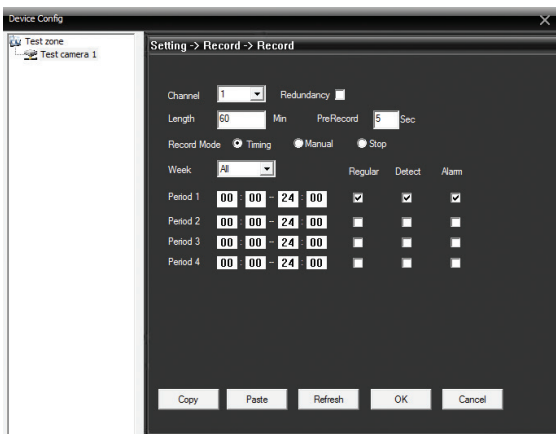 Device Config
Test zone
Test camera 1
Setting -> Record -> Record
Channel 1 Redundancy
Length 60 Min PreRecord 5 Sec
Record Mode Timing Manual Stop
Week All Regular Detect Alarm
Period 1 00 : 00 - 24 : 00
Period 2 00 : 00 - 24 : 00
Period 3 00 : 00 - 24 : 00
Period 4 00 : 00 - 24 : 00
Copy Paste Refresh OK Cancel